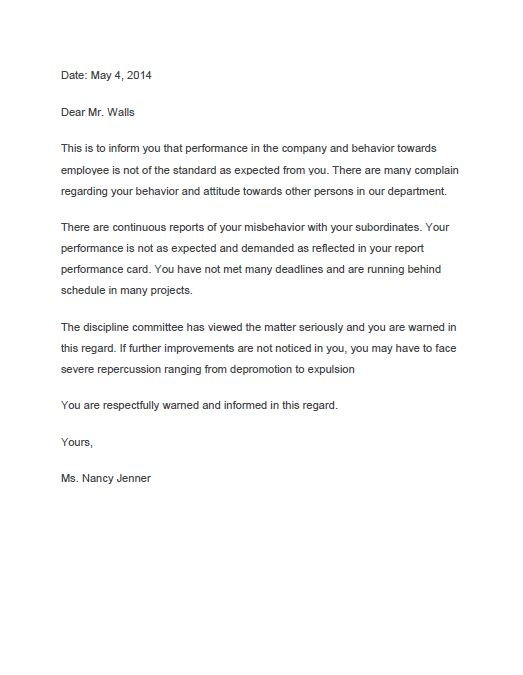 Date: May 4, 2014
Dear Mr. Walls
This is to inform you that performance in the company and behavior towards
employee is not of the standard as expected from you. There are many complain
regarding your behavior and attitude towards other persons in our department.
There are continuous reports of your misbehavior with your subordinates. Your
performance is not as expected and demanded as reflected in your report
performance card. You have not met many deadlines and are running behind
schedule in many projects.
The discipline committee has viewed the matter seriously and you are warned in
this regard. If further improvements are not noticed in you, you may have to face
severe repercussion ranging from depromotion to expulsion
You are respectfully warned and informed in this regard.
Yours,
Ms. Nancy Jenner